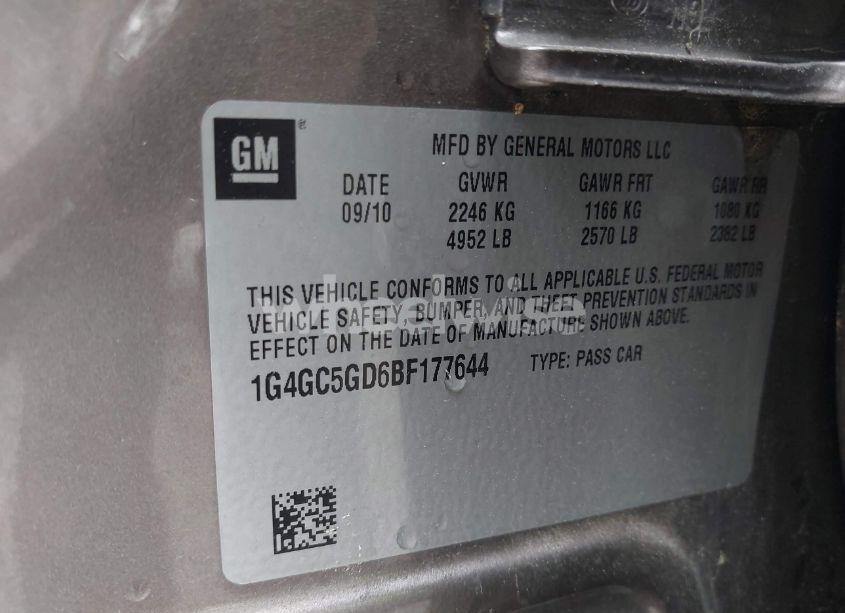 GM
MFD BY GENERAL MOTORS LLC
DATE GVWR GAWR FRT GAWR RR
09/10 2246 KG 1166 KG 1080 KG
4952 LB 2570 LB 2382 LB
THIS VEHICLE CONFORMS TO ALL APPLICABLE U.S. FEDERAL MOTOR
VEHICLE SAFETY, BUMPER, AND THEFT PREVENTION STANDARDS IN
EFFECT ON THE DATE OF MANUFACTURE SHOWN ABOVE.
1G4GC5GD6BF177644 TYPE: PASS CAR